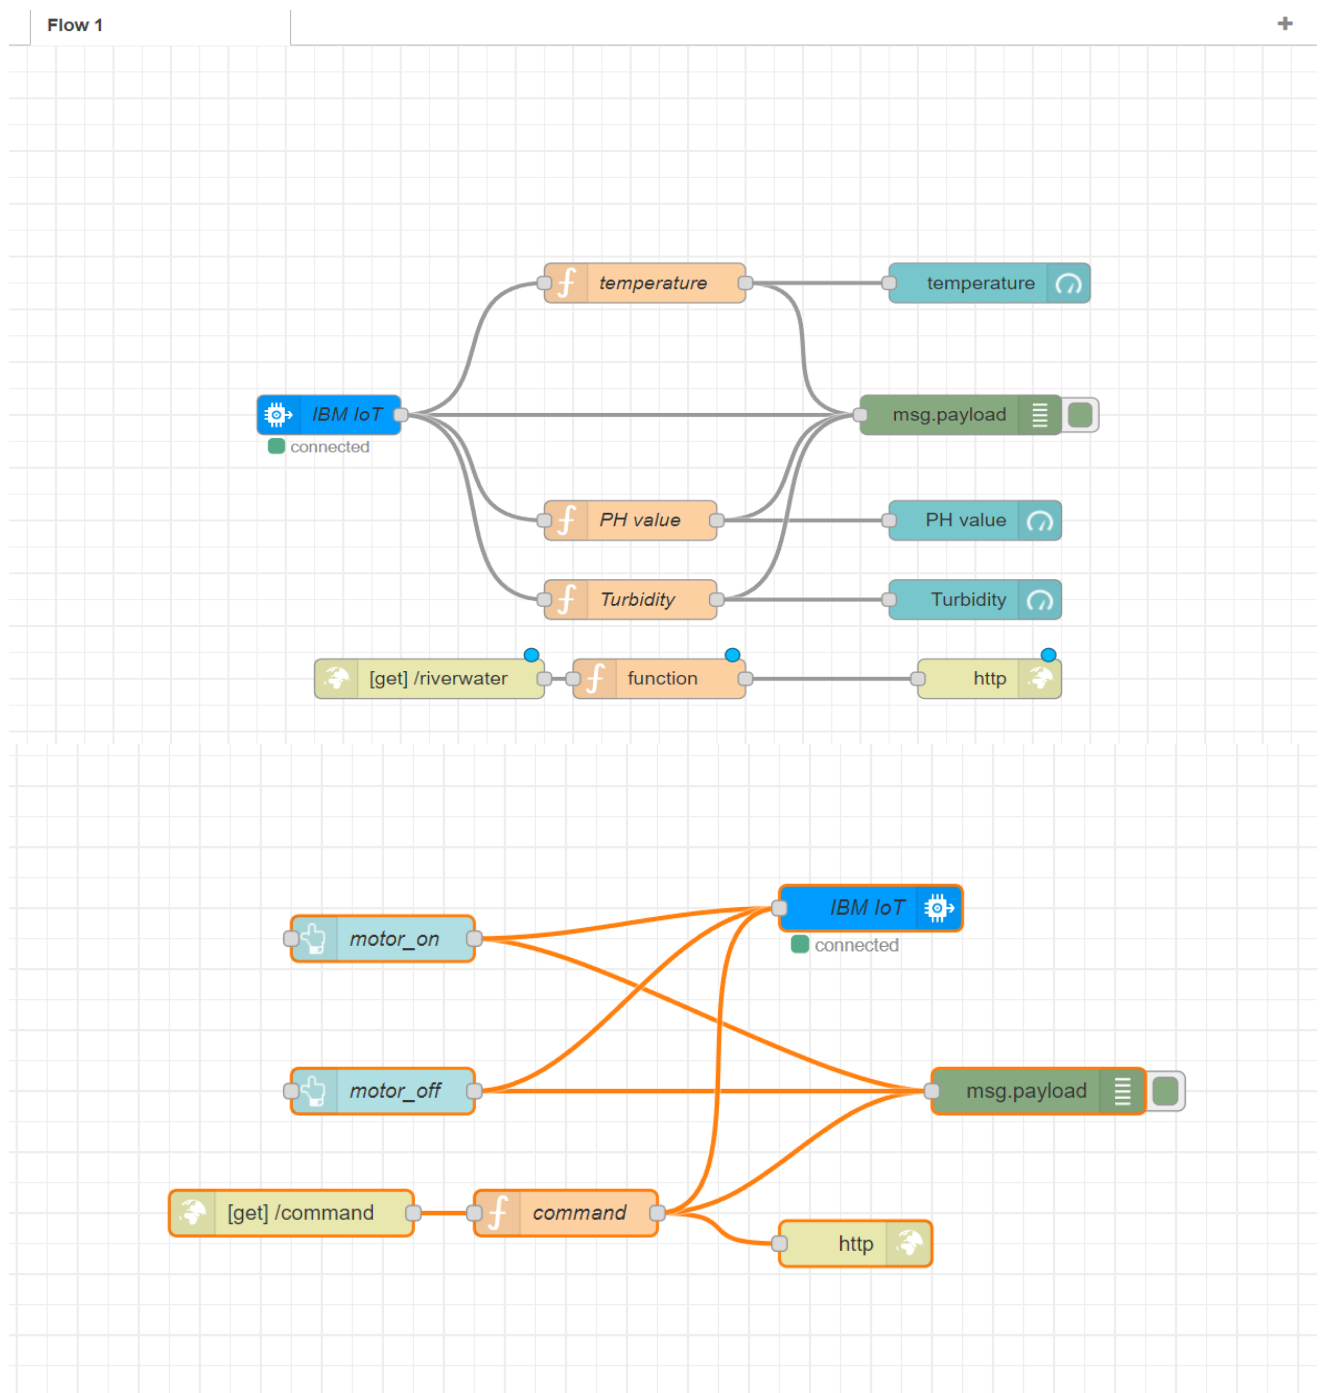 Flow 1
+
temperature
temperature
IBM IoT
msg.payload
connected
PH value
PH value
Turbidity
Turbidity
[get] /riverwater
function
http
IBM IoT
motor_on
connected
motor_off
msg.payload
[get] /command
command
http